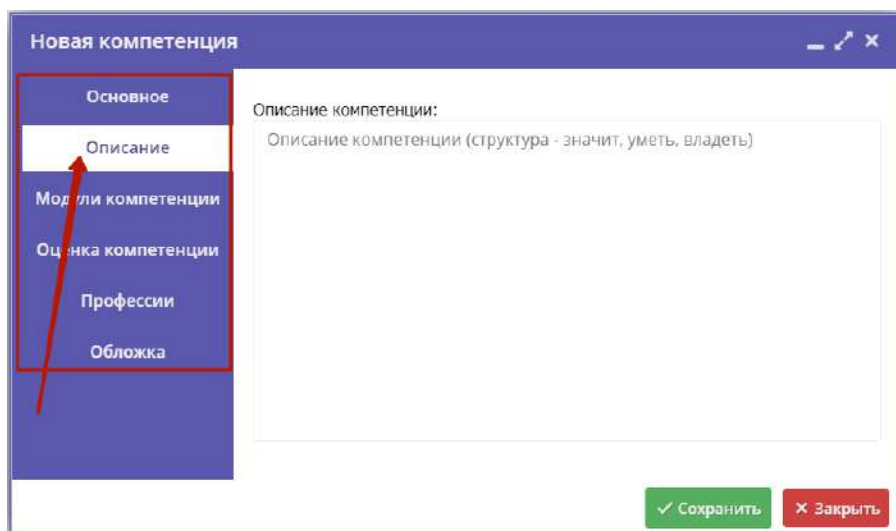 Новая компетенция
Основное
Описание
Модули компетенции
Оценка компетенции
Профессии
Обложка
Описание компетенции:
Описание компетенции (структура - значит, уметь, владеть)
Сохранить
Закрыть